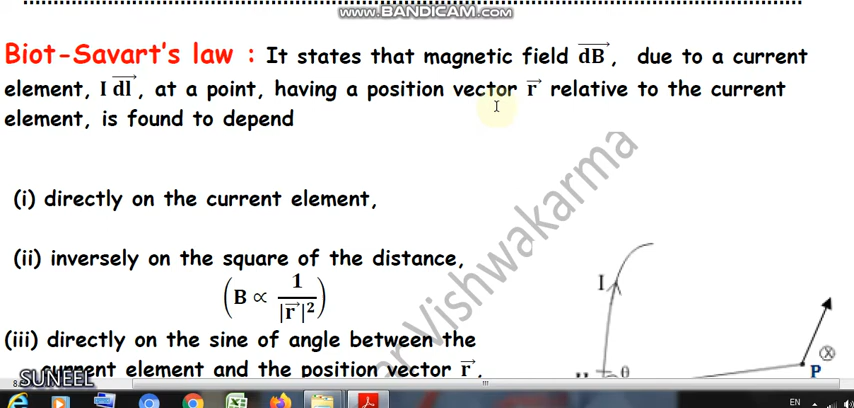 www.BANDICAM.com
Biot-Savart's law : It states that magnetic field dB⃗, due to a current
element, I dl⃗, at a point, having a position vector r⃗ relative to the current
element, is found to depend
(i) directly on the current element,
(ii) inversely on the square of the distance,
(B ∝ 1/|r⃗|²)
(iii) directly on the sine of angle between the
current element and the position vector r⃗.
er Vishwakarma
I
θ
P
SUNEEL
EN